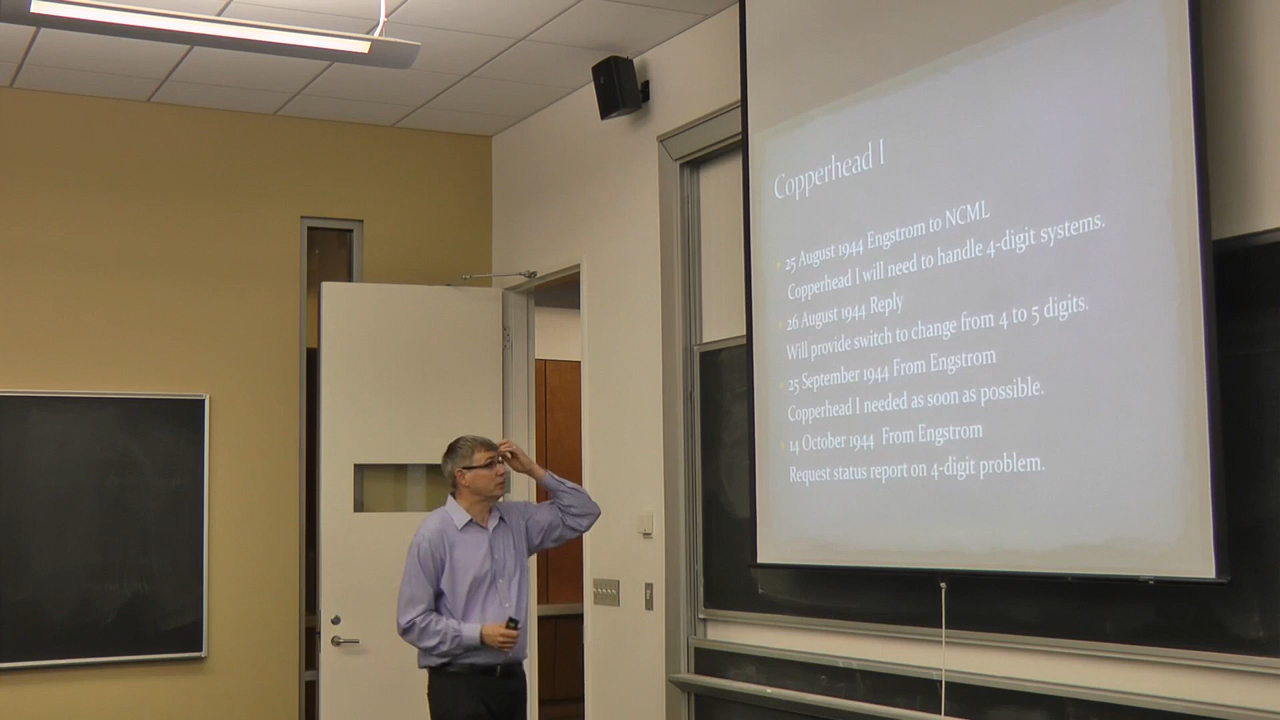 Copperhead I
25 August 1944 Engstrom to NCML
Copperhead I will need to handle 4-digit systems.
26 August 1944 Reply
Will provide switch to change from 4 to 5 digits.
25 September 1944 From Engstrom
Copperhead I needed as soon as possible.
14 October 1944 From Engstrom
Request status report on 4-digit problem.